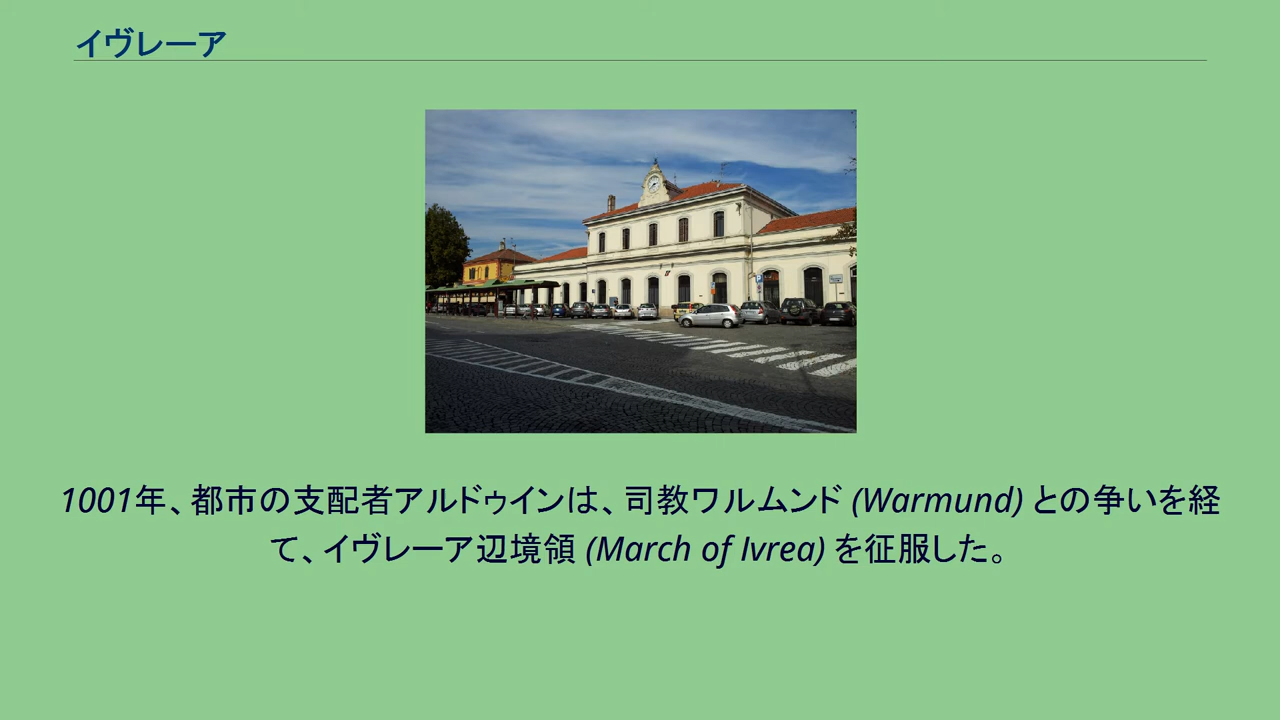 イヴレーア
1001年、都市の支配者アルドゥインは、司教ワルムンド (Warmund) との争いを経
て、イヴレーア辺境領 (March of Ivrea) を征服した。